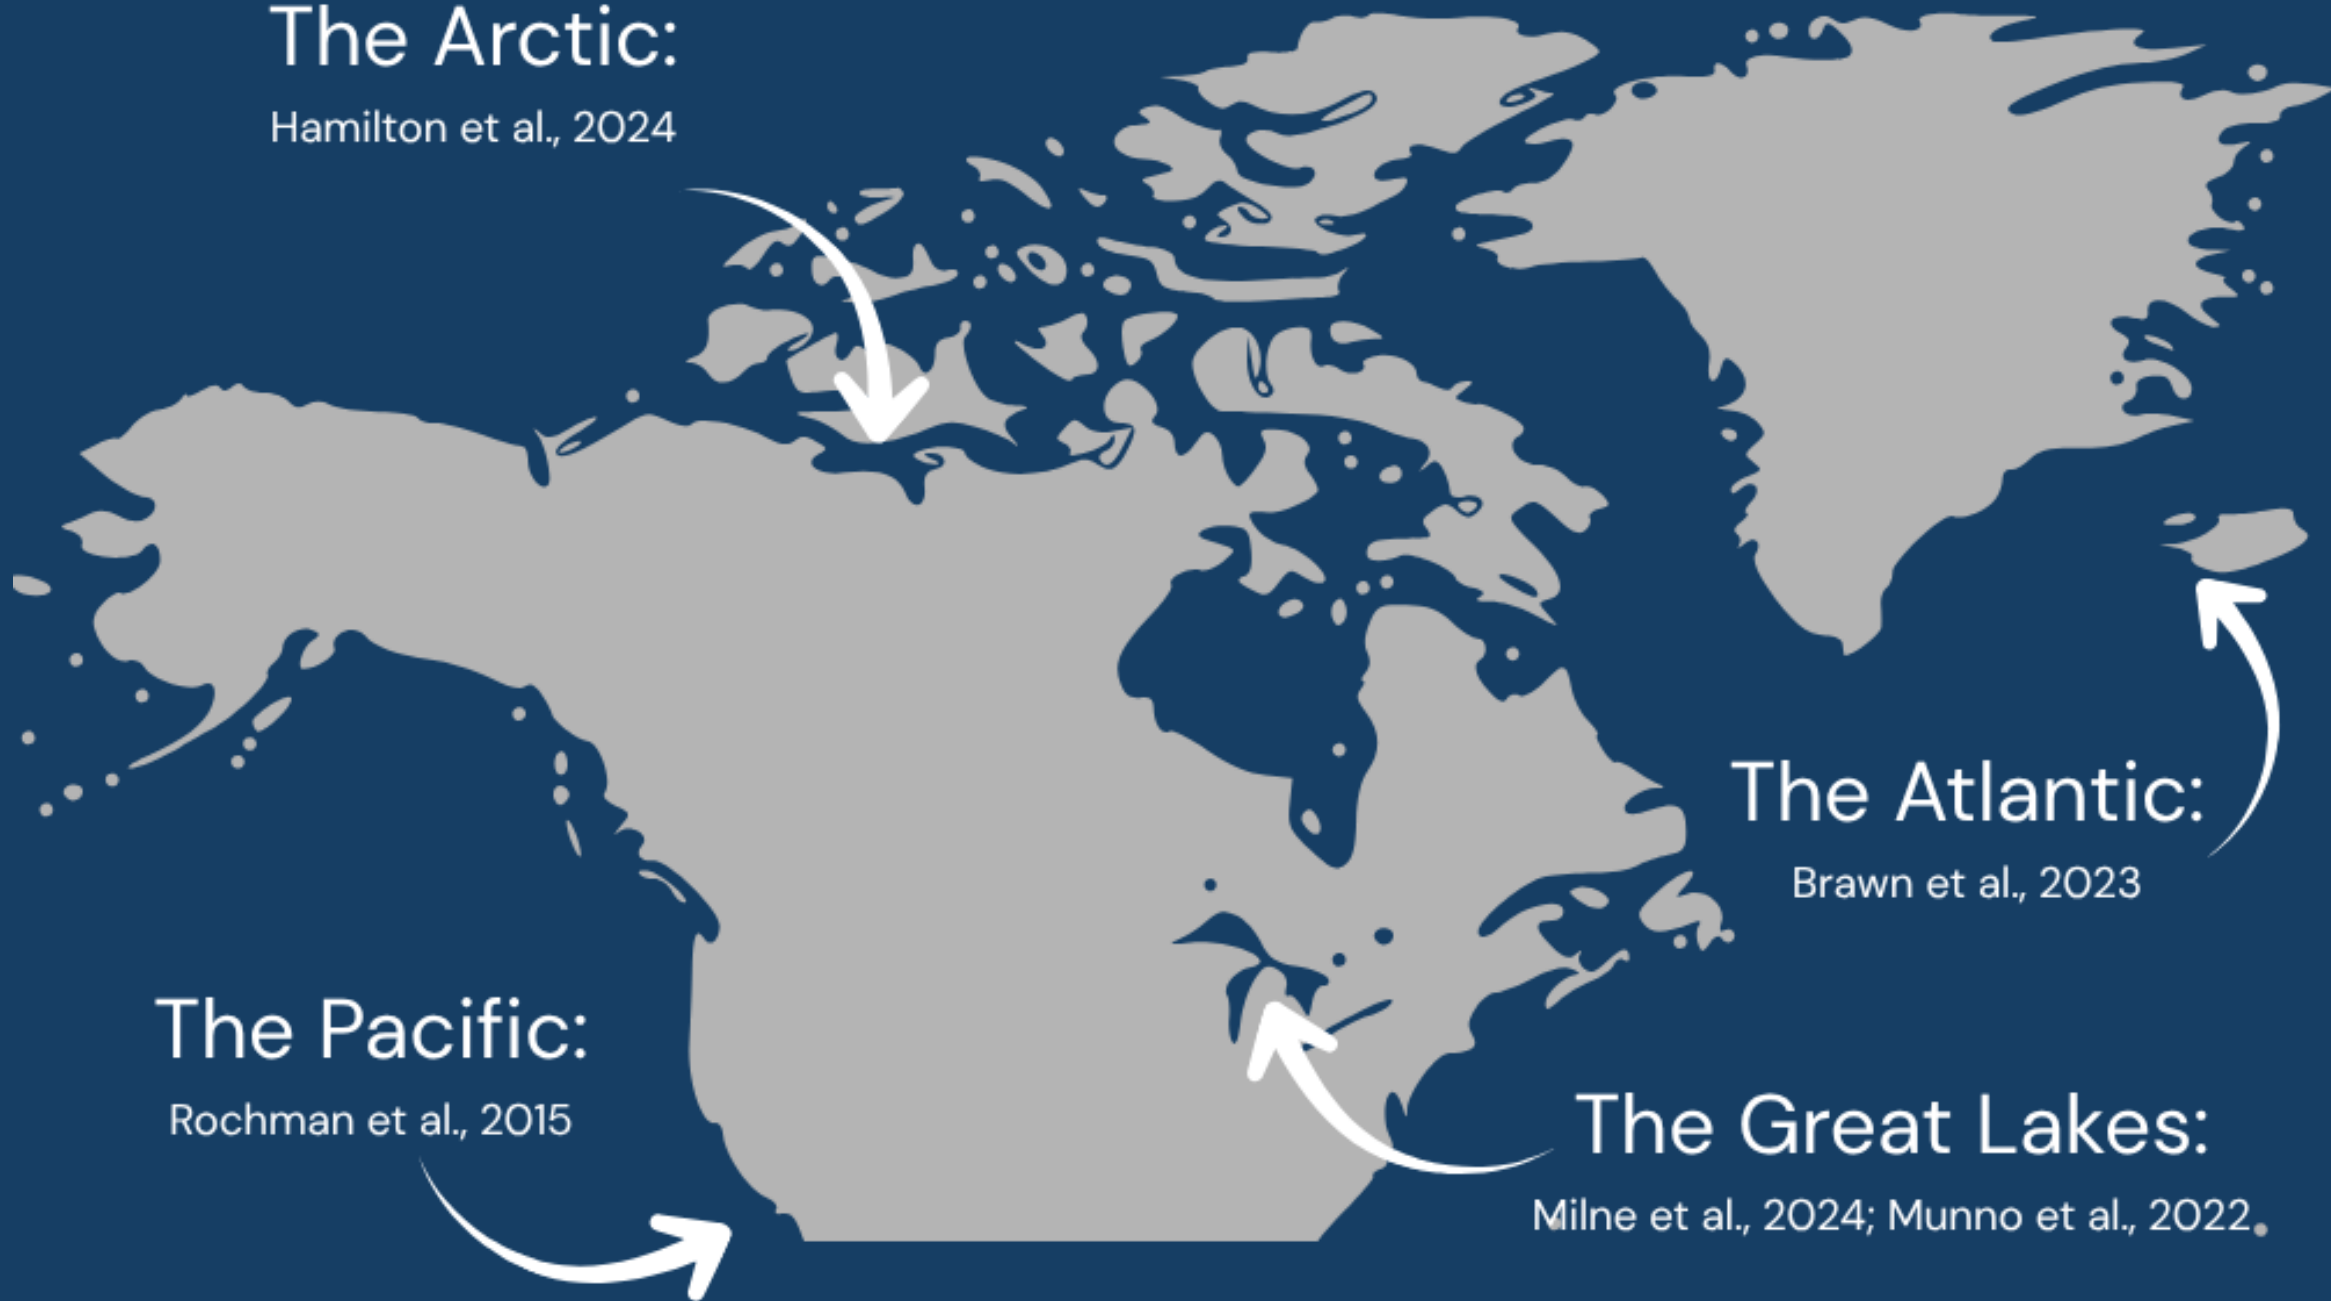 The Arctic:
Hamilton et al., 2024
The Atlantic:
Brawn et al., 2023
The Pacific:
Rochman et al., 2015
The Great Lakes:
Milne et al., 2024; Munno et al., 2022.